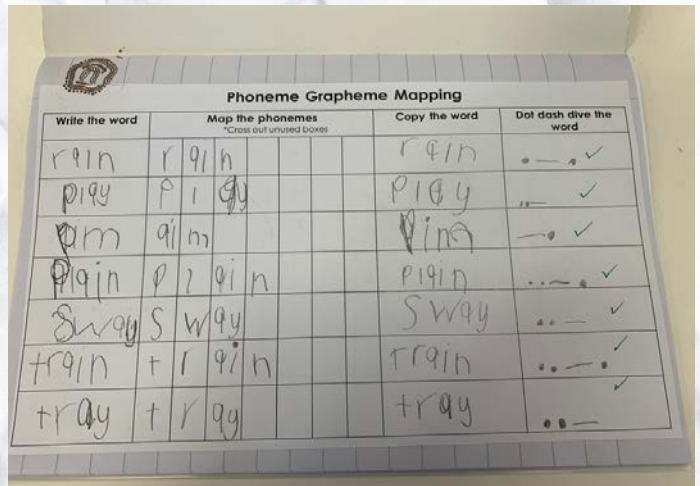 Phoneme Grapheme Mapping
Write the word Map the phonemes Copy the word Dot dash dive the word
*Cross out unused boxes
rain r ai n rain
play p l ay play
ai m
plain p l ai n plain
sway s w ay sway
train t r ai n train
tray t r ay tray